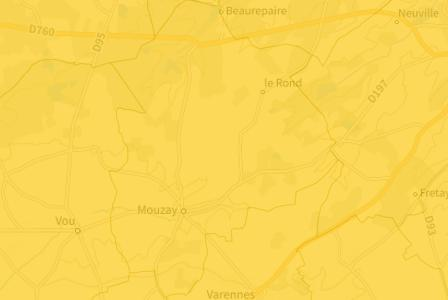 Beaurepaire
Neuville
D760
D95
le Rond
D197
Mouzay
Vou
Fretay
D93
Varennes